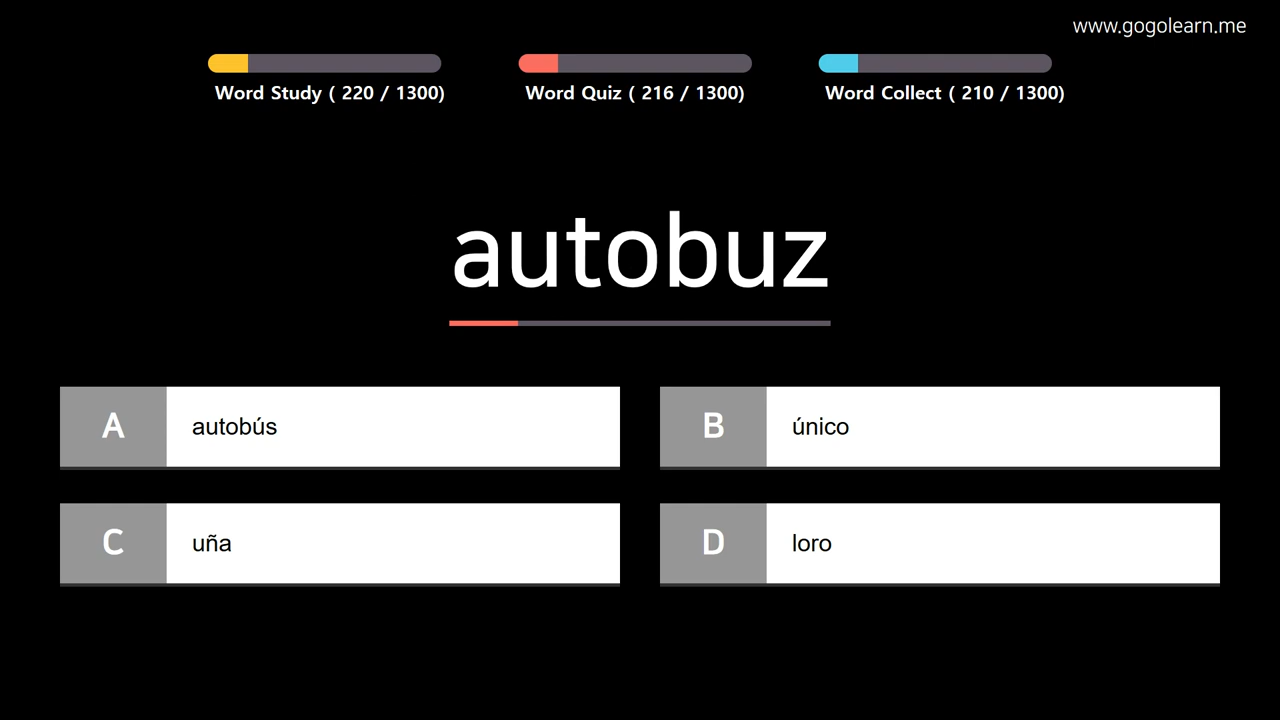 www.gogolearn.me
Word Study ( 220 / 1300)
Word Quiz ( 216 / 1300)
Word Collect ( 210 / 1300)
autobuz
A autobús
B único
C uña
D loro